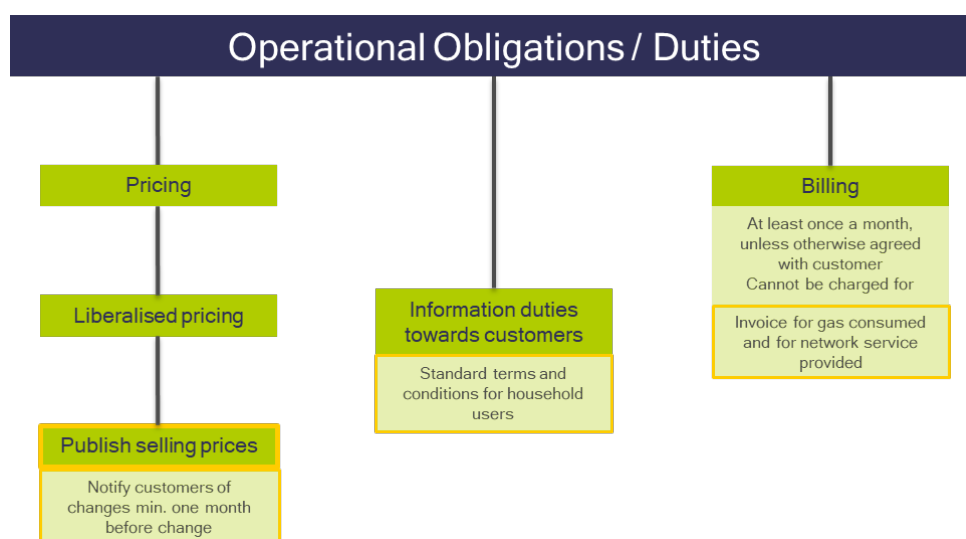 Operational Obligations / Duties
Pricing
Liberalised pricing
Publish selling prices
Notify customers of
changes min. one month
before change
Information duties
towards customers
Standard terms and
conditions for household
users
Billing
At least once a month,
unless otherwise agreed
with customer
Cannot be charged for
Invoice for gas consumed
and for network service
provided